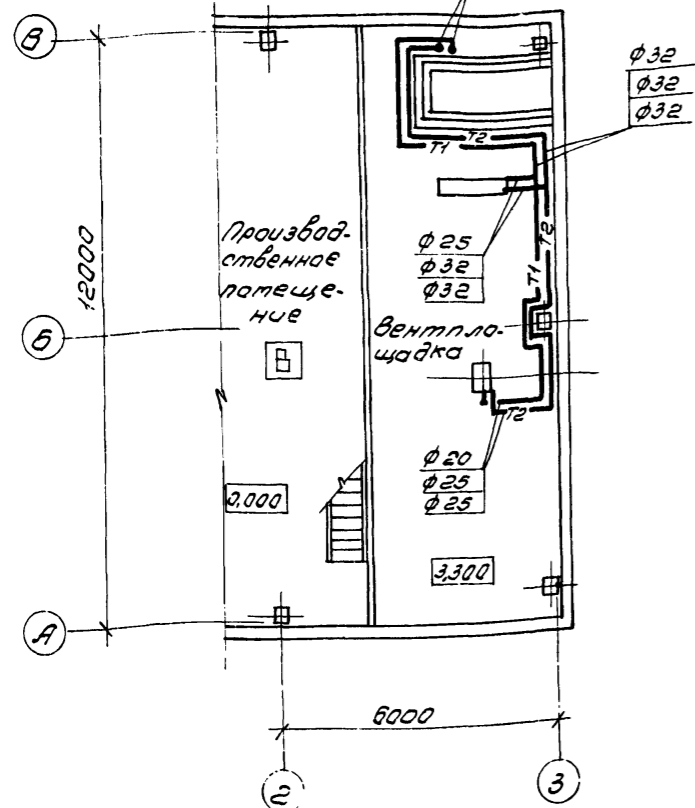 В
ф32
ф32
ф32
Т1
Т2
12000
Производ-
ственное
помеще-
ние
ф25
ф32
ф32
Т2
Т1
Б
Вентпло-
щадка
Т2
ф20
ф25
ф25
0,000
3,300
А
6000
2
3